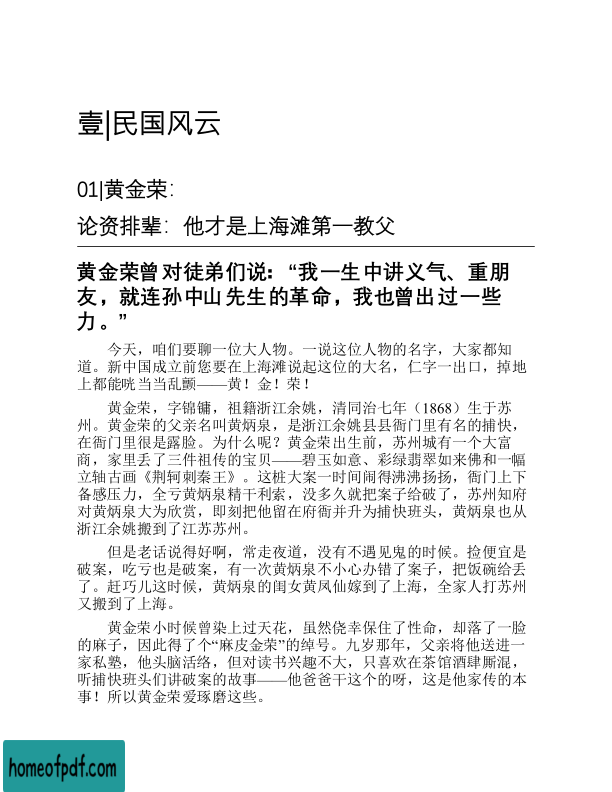 壹|民国风云
01|黄金荣：
论资排辈：他才是上海滩第一教父
黄金荣曾对徒弟们说：“我一生中讲义气、重朋
友，就连孙中山先生的革命，我也曾出过一些
力。”
今天，咱们要聊一位大人物。一说这位人物的名字，大家都知
道。新中国成立前您要在上海滩说起这位的大名，仨字一出口，掉地
上都能咣当当乱颤——黄！金！荣！
黄金荣，字锦镛，祖籍浙江余姚，清同治七年（1868）生于苏
州。黄金荣的父亲名叫黄炳泉，是浙江余姚县县衙门里有名的捕快，
在衙门里很是露脸。为什么呢？黄金荣出生前，苏州城有一个大富
商，家里丢了三件祖传的宝贝——碧玉如意、彩绿翡翠如来佛和一幅
立轴古画《荆轲刺秦王》。这桩大案一时间闹得沸沸扬扬，衙门上下
备感压力，全亏黄炳泉精干利索，没多久就把案子给破了，苏州知府
对黄炳泉大为欣赏，即刻把他留在府衙并升为捕快班头，黄炳泉也从
浙江余姚搬到了江苏苏州。
但是老话说得好啊，常走夜道，没有不遇见鬼的时候。捡便宜是
破案，吃亏也是破案，有一次黄炳泉不小心办错了案子，把饭碗给丢
了。赶巧儿这时候，黄炳泉的闺女黄凤仙嫁到了上海，全家人打苏州
又搬到了上海。
黄金荣小时候曾染上过天花，虽然侥幸保住了性命，却落了一脸
的麻子，因此得了个“麻皮金荣”的绰号。九岁那年，父亲将他送进一
家私塾，他头脑活络，但对读书兴趣不大，只喜欢在茶馆酒肆厮混，
听捕快班头们讲破案的故事——他爸爸干这个的呀，这是他家传的本
事！所以黄金荣爱琢磨这些。
homeofpdf.com